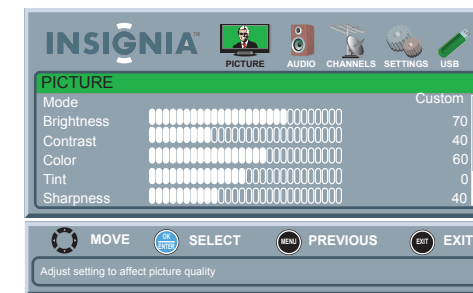 INSIGNIA™
PICTURE AUDIO CHANNELS SETTINGS USB
PICTURE
Mode Custom
Brightness 70
Contrast 40
Color 60
Tint 0
Sharpness 40
MOVE OK ENTER SELECT MENU PREVIOUS EXIT EXIT
Adjust setting to affect picture quality